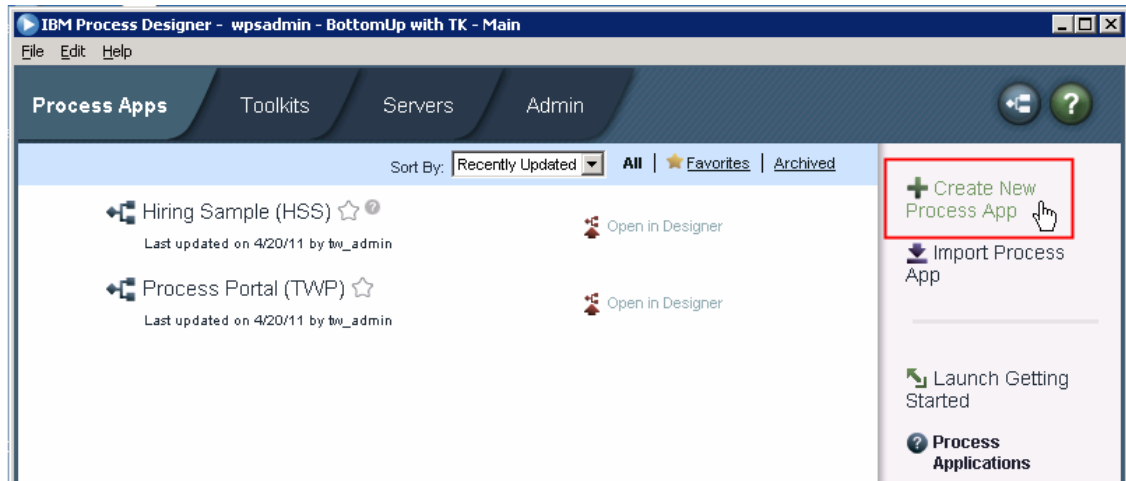 IBM Process Designer - wpsadmin - BottomUp with TK - Main
File Edit Help
Process Apps Toolkits Servers Admin
Sort By: Recently Updated All | Favorites | Archived
Hiring Sample (HSS)
Last updated on 4/20/11 by tw_admin
Open in Designer
Process Portal (TWP)
Last updated on 4/20/11 by tw_admin
Open in Designer
Create New
Process App
Import Process
App
Launch Getting
Started
Process
Applications